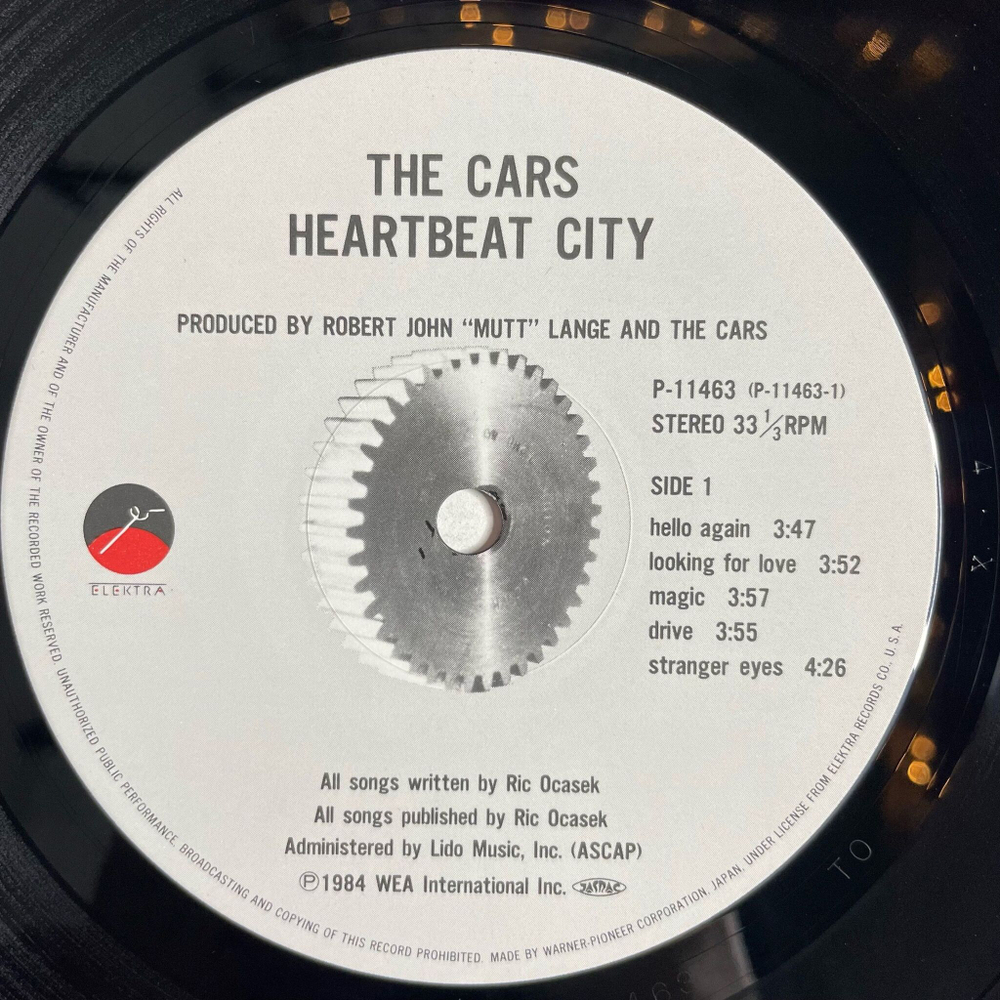 THE CARS
HEARTBEAT CITY
PRODUCED BY ROBERT JOHN “MUTT” LANGE AND THE CARS
P-11463 (P-11463-1)
STEREO 33 1/3 RPM
SIDE 1
hello again 3:47
looking for love 3:52
magic 3:57
drive 3:55
stranger eyes 4:26
ELEKTRA
All songs written by Ric Ocasek
All songs published by Ric Ocasek
Administered by Lido Music, Inc. (ASCAP)
Ⓟ1984 WEA International Inc. JASRAC
ALL RIGHTS OF THE MANUFACTURER AND OF THE OWNER OF THE RECORDED WORK RESERVED. UNAUTHORIZED PUBLIC PERFORMANCE, BROADCASTING AND COPYING OF THIS RECORD PROHIBITED. MADE BY WARNER-PIONEER CORPORATION, JAPAN, UNDER LICENSE FROM ELEKTRA RECORDS CO., U.S.A.
TO